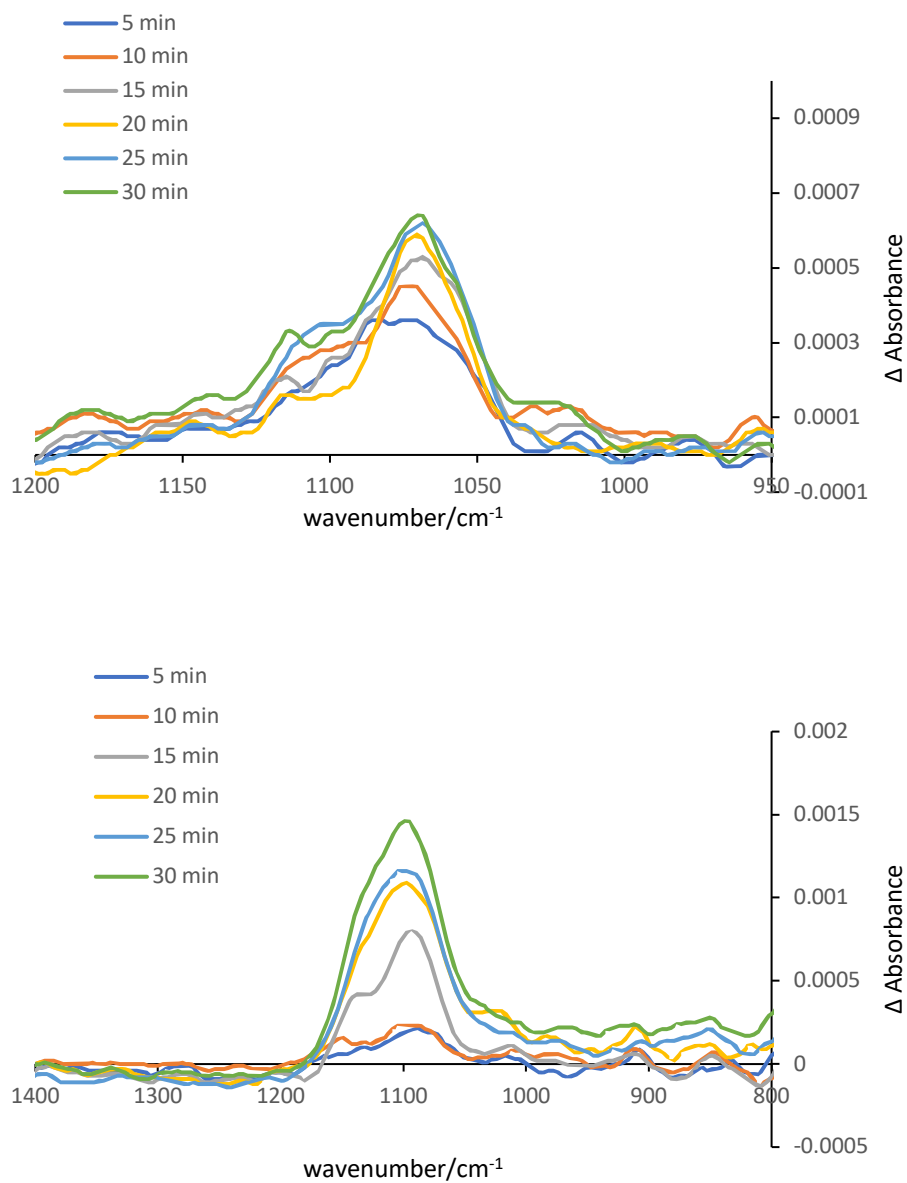 5 min
10 min
15 min
20 min
25 min
30 min
0.0009
0.0007
0.0005
0.0003
0.0001
-0.0001
Δ Absorbance
1200 1150 1100 1050 1000 950
wavenumber/cm-1
5 min
10 min
15 min
20 min
25 min
30 min
0.002
0.0015
0.001
0.0005
0
-0.0005
Δ Absorbance
1400 1300 1200 1100 1000 900 800
wavenumber/cm-1